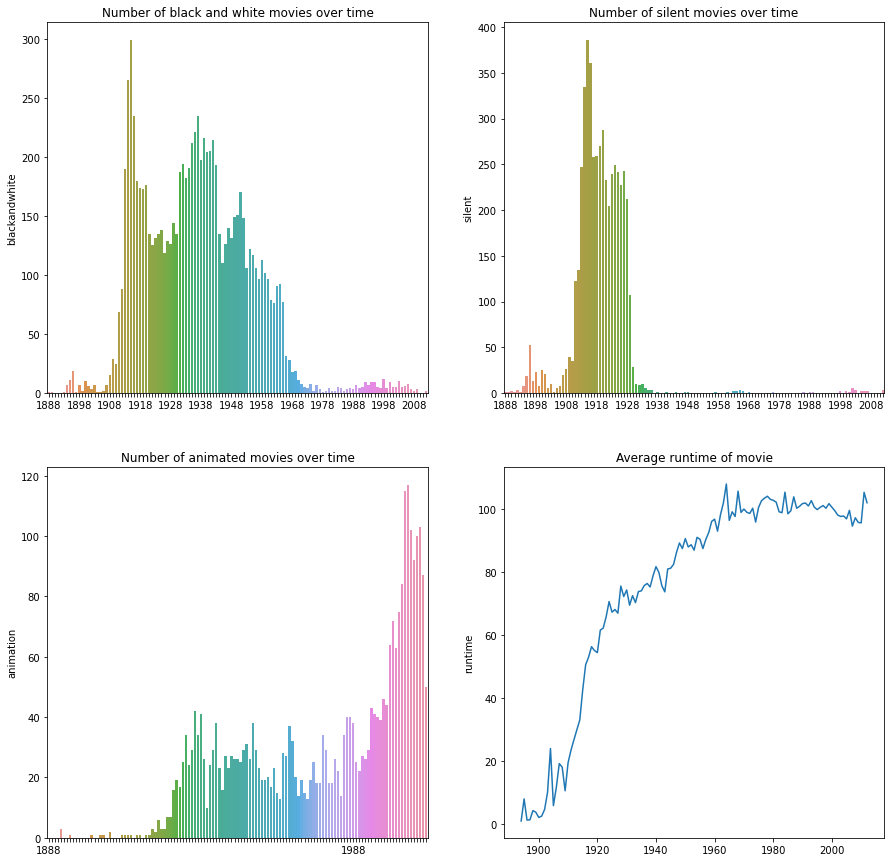 Number of black and white movies over time
blackandwhite
300
250
200
150
100
50
0
1888 1898 1908 1918 1928 1938 1948 1958 1968 1978 1988 1998 2008
Number of silent movies over time
silent
400
350
300
250
200
150
100
50
0
1888 1898 1908 1918 1928 1938 1948 1958 1968 1978 1988 1998 2008
Number of animated movies over time
animation
120
100
80
60
40
20
0
1888 1988
Average runtime of movie
runtime
100
80
60
40
20
0
1900 1920 1940 1960 1980 2000